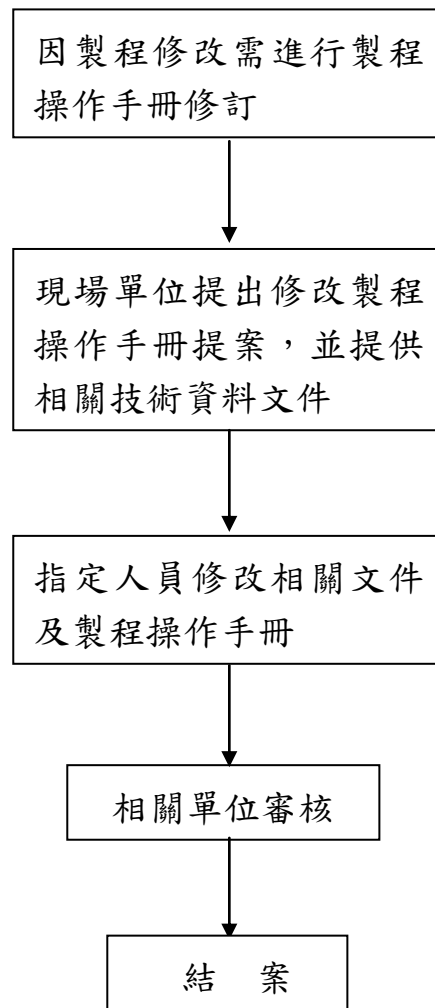 因製程修改需進行製程
操作手冊修訂
現場單位提出修改製程
操作手冊提案，並提供
相關技術資料文件
指定人員修改相關文件
及製程操作手冊
相關單位審核
結　案